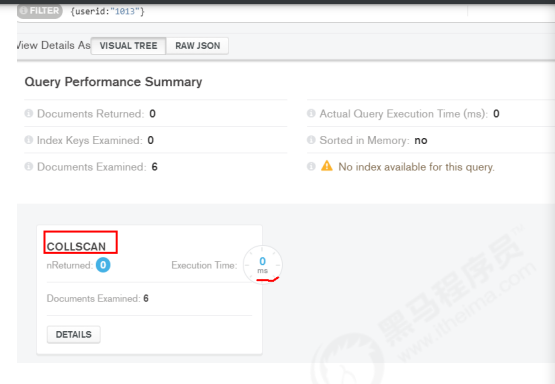 FILTER {userid:"1013"}
View Details As VISUAL TREE RAW JSON
Query Performance Summary
Documents Returned: 0
Actual Query Execution Time (ms): 0
Index Keys Examined: 0
Sorted in Memory: no
Documents Examined: 6
No index available for this query.
COLLSCAN
nReturned: 0 Execution Time: 0 ms
Documents Examined: 6
DETAILS
黑马程序员
www.itheima.com